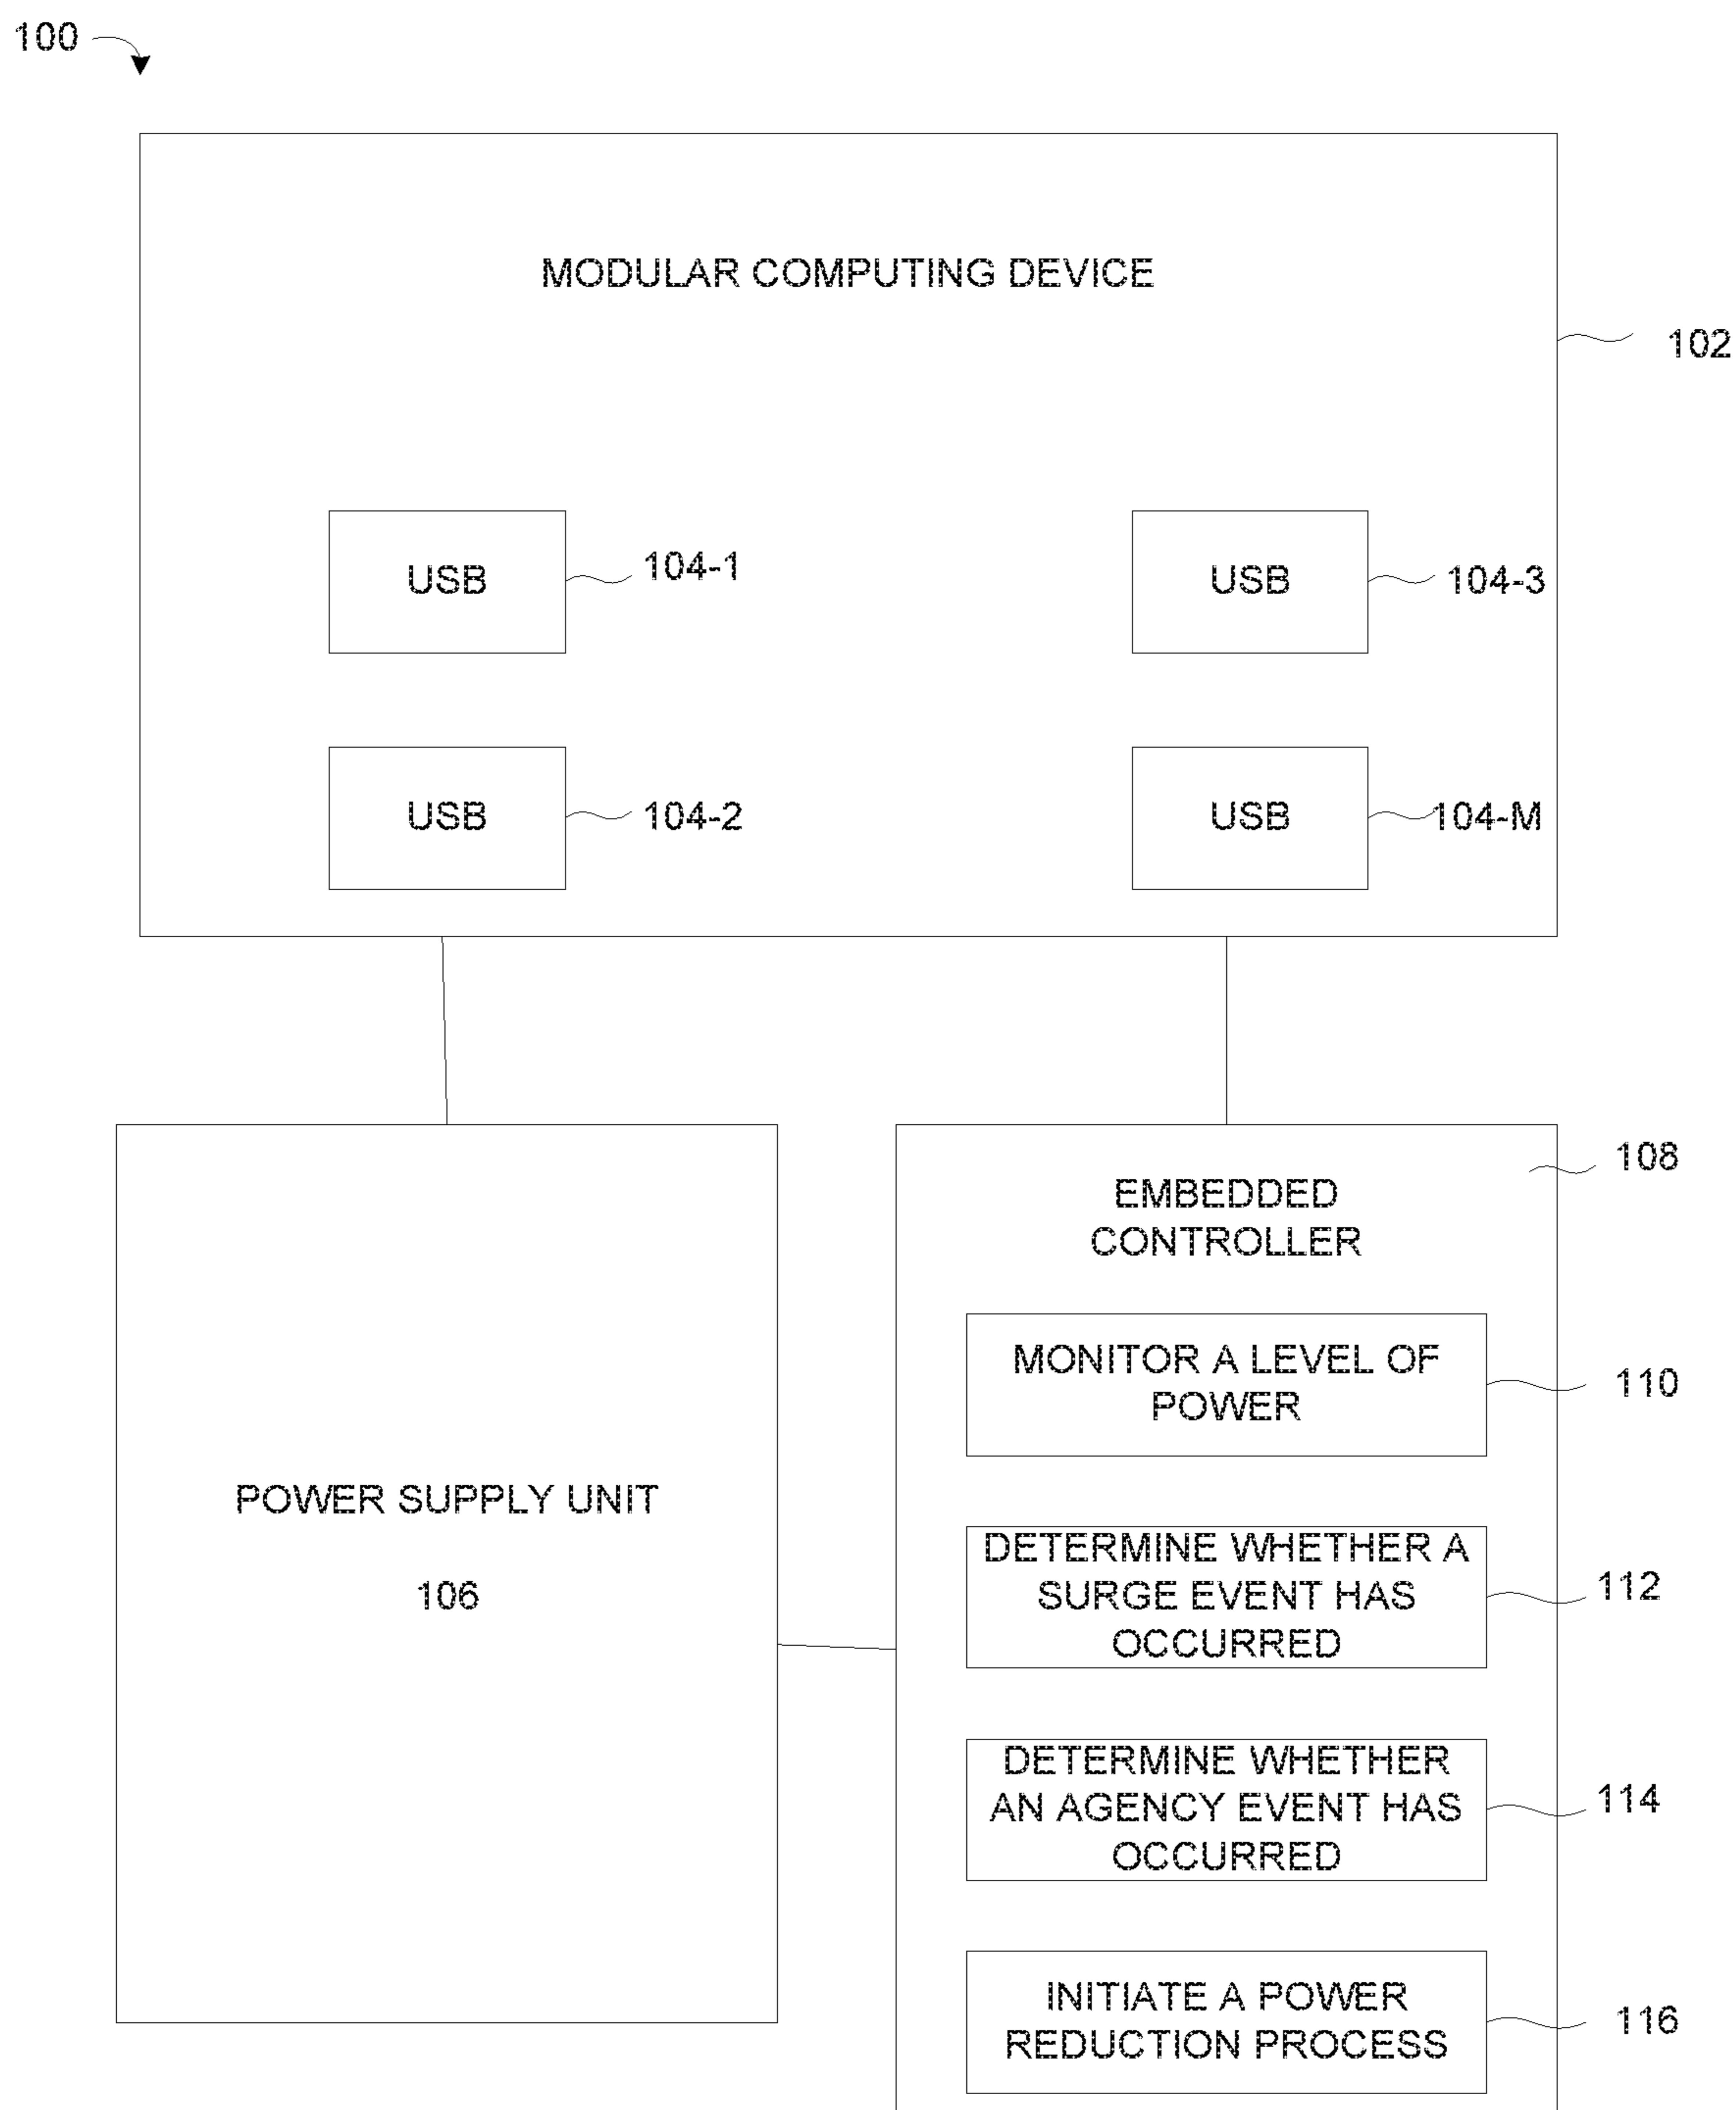 100
MODULAR COMPUTING DEVICE
102
USB
104-1
USB
104-3
USB
104-2
USB
104-M
108
EMBEDDED
CONTROLLER
MONITOR A LEVEL OF
POWER
110
POWER SUPPLY UNIT
106
DETERMINE WHETHER A
SURGE EVENT HAS
OCCURRED
112
DETERMINE WHETHER
AN AGENCY EVENT HAS
OCCURRED
114
INITIATE A POWER
REDUCTION PROCESS
116